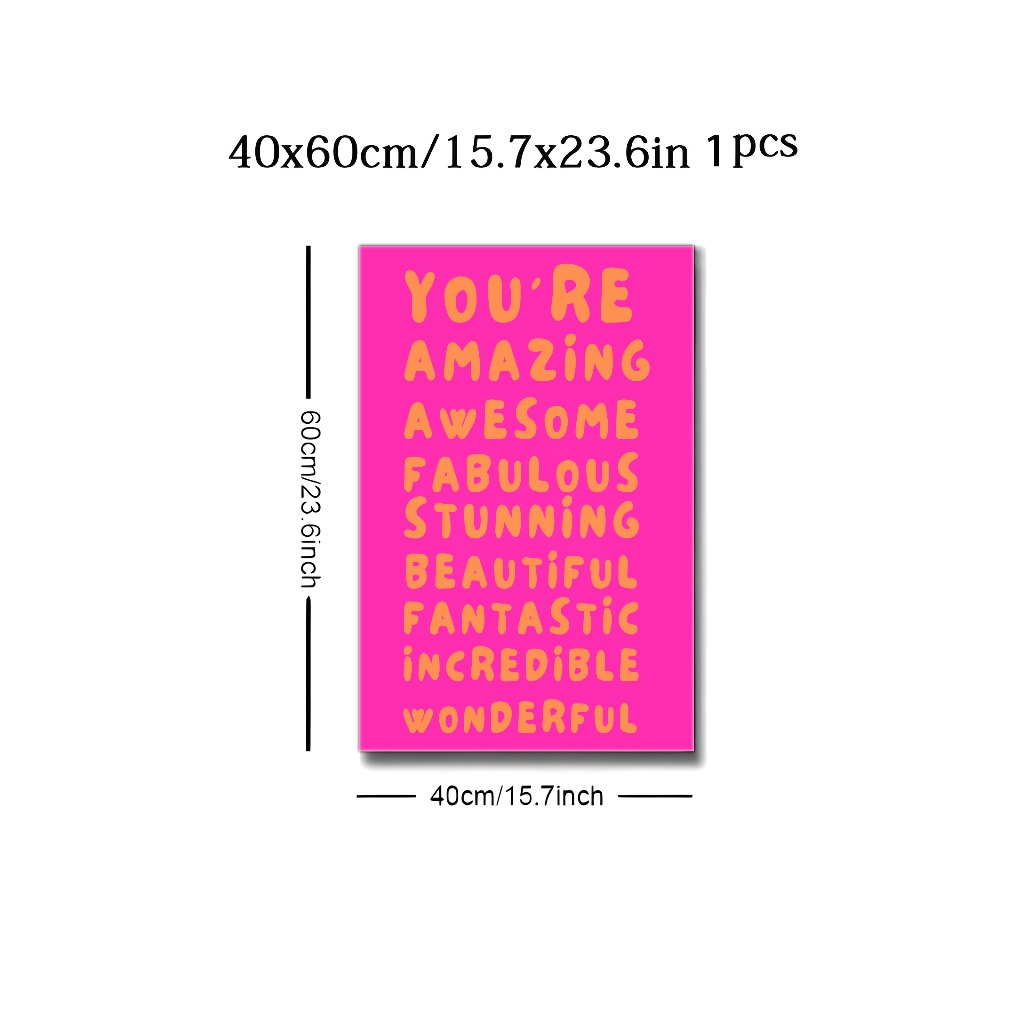 40x60cm/15.7x23.6in 1pcs
YOU'RE
AMAZiNG
AWESOME
FABULOUS
STUNNiNG
BEAUTiFUL
FANTASTiC
iNCREDiBLE
WONDERFUL
60cm/23.6inch
40cm/15.7inch